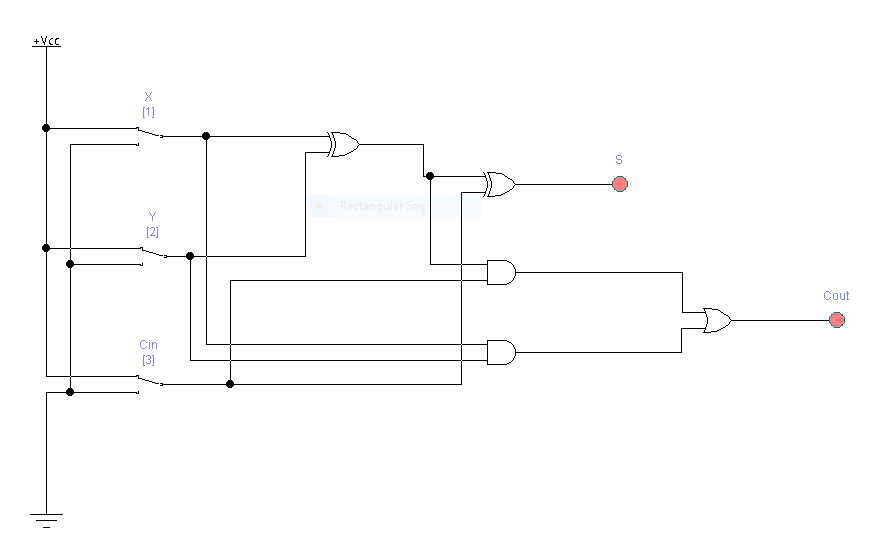 +Vcc
X
[1]
S
Rectangular Snip
Y
[2]
Cout
Cin
[3]